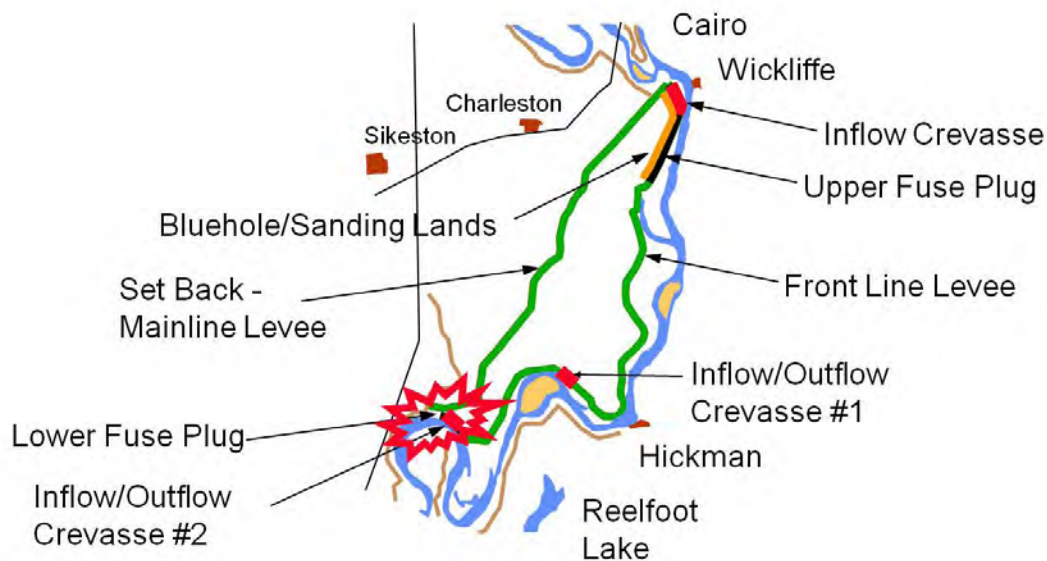 Cairo
Wickliffe
Charleston
Sikeston
Inflow Crevasse
Upper Fuse Plug
Bluehole/Sanding Lands
Set Back -
Mainline Levee
Front Line Levee
Inflow/Outflow
Crevasse #1
Lower Fuse Plug
Hickman
Inflow/Outflow
Crevasse #2
Reelfoot
Lake